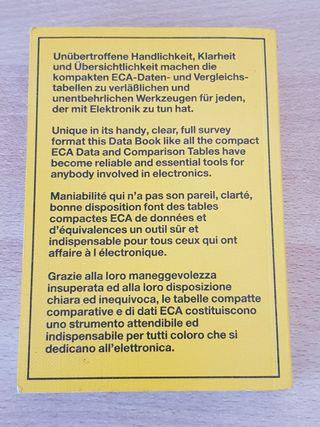 Unübertroffene Handlichkeit, Klarheit
und Übersichtlichkeit machen die
kompakten ECA-Daten- und Vergleichs-
tabellen zu verläßlichen und
unentbehrlichen Werkzeugen für jeden,
der mit Elektronik zu tun hat.
Unique in its handy, clear, full survey
format this Data Book like all the compact
ECA Data and Comparison Tables have
become reliable and essential tools for
anybody involved in electronics.
Maniabilité qui n'a pas son pareil, clarté,
bonne disposition font des tables
compactes ECA de données et
d'équivalences un outil sûr et
indispensable pour tous ceux qui ont
affaire à l électronique.
Grazie alla loro maneggevolezza
insuperata ed alla loro disposizione
chiara ed inequivoca, le tabelle compatte
comparative e di dati ECA costituiscono
uno strumento attendibile ed
indispensabile per tutti coloro che si
dedicano all'elettronica.